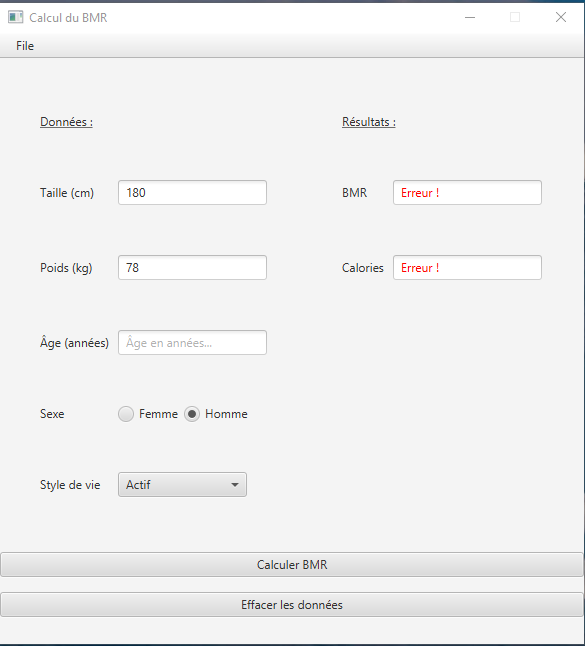 Calcul du BMR
File
Données :
Résultats :
Taille (cm) 180
BMR Erreur !
Poids (kg) 78
Calories Erreur !
Âge (années) Âge en années...
Sexe Femme Homme
Style de vie Actif
Calculer BMR
Effacer les données